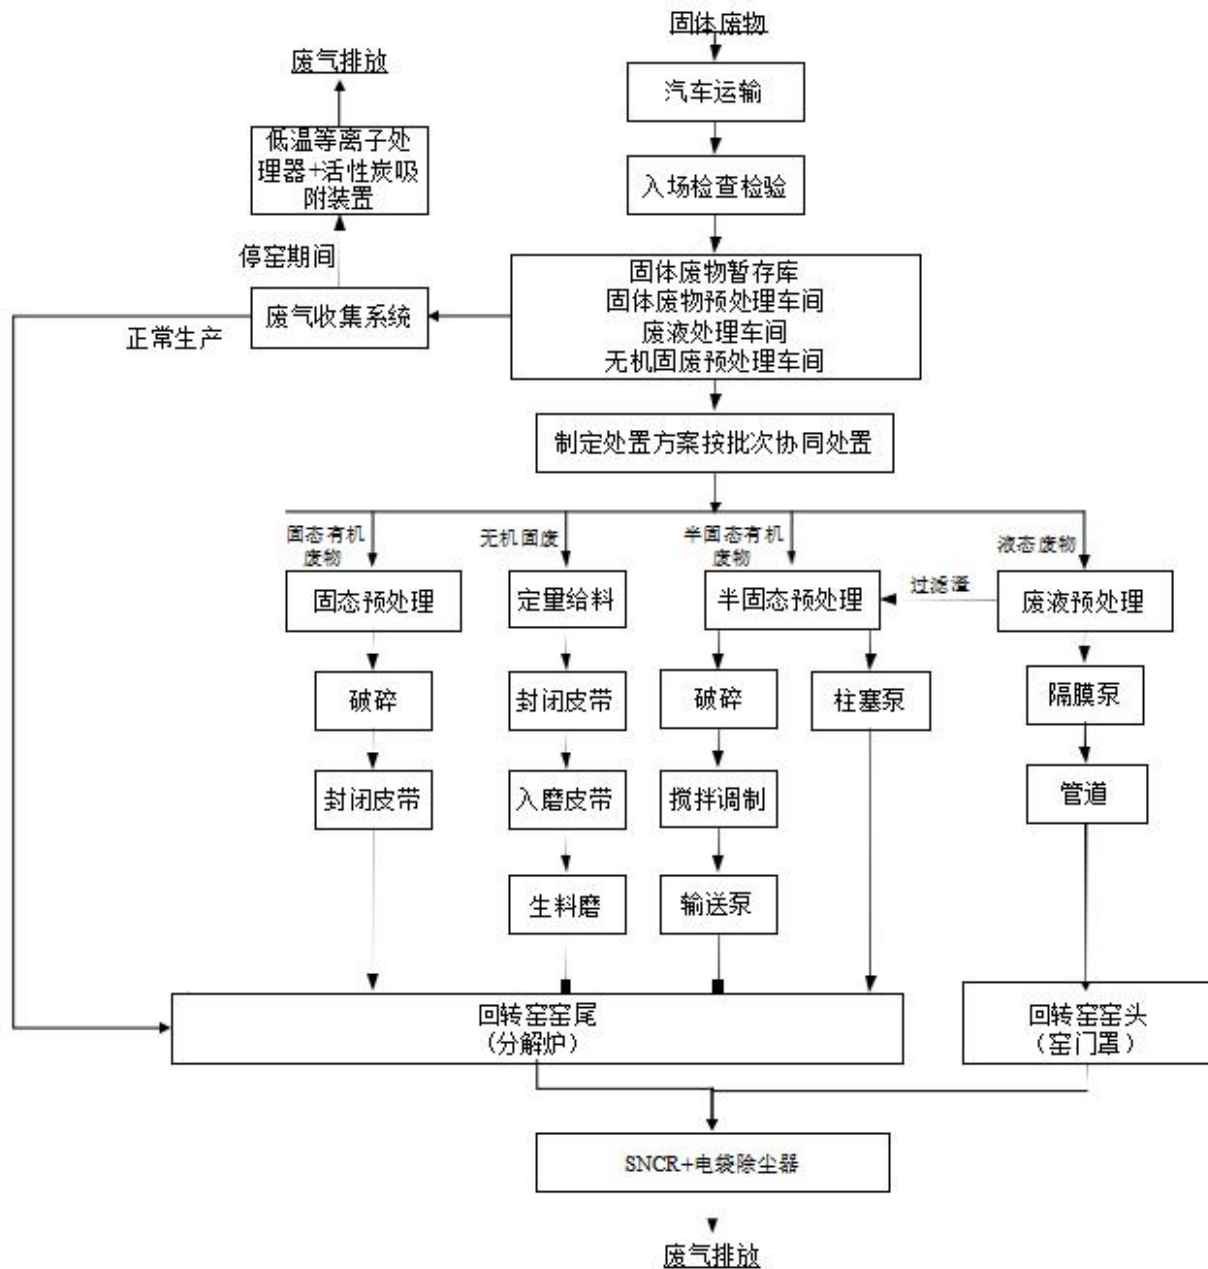 固体废物
废气排放
汽车运输
低温等离子处
理器+活性炭吸
附装置
入场检查检验
停窑期间
固体废物暂存库
固体废物预处理车间
废液处理车间
无机固废预处理车间
废气收集系统
正常生产
制定处置方案按批次协同处置
固态有机
废物
无机固废
半固态有机
废物
液态废物
固态预处理
定量给料
半固态预处理
过滤渣
废液预处理
破碎
封闭皮带
破碎
柱塞泵
隔膜泵
封闭皮带
入磨皮带
搅拌调制
管道
生料磨
输送泵
回转窑窑尾
（分解炉）
回转窑窑头
（窑门罩）
SNCR+电袋除尘器
废气排放